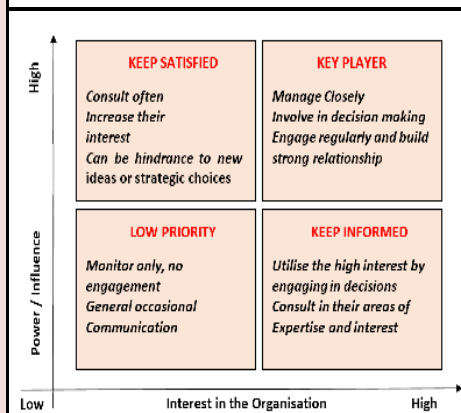 High
KEEP SATISFIED
Consult often
Increase their
interest
Can be hindrance to new
ideas or strategic choices
KEY PLAYER
Manage Closely
Involve in decision making
Engage regularly and build
strong relationship
Power / Influence
LOW PRIORITY
Monitor only, no
engagement
General occasional
Communication
KEEP INFORMED
Utilise the high interest by
engaging in decisions
Consult in their areas of
Expertise and interest
Low Interest in the Organisation High